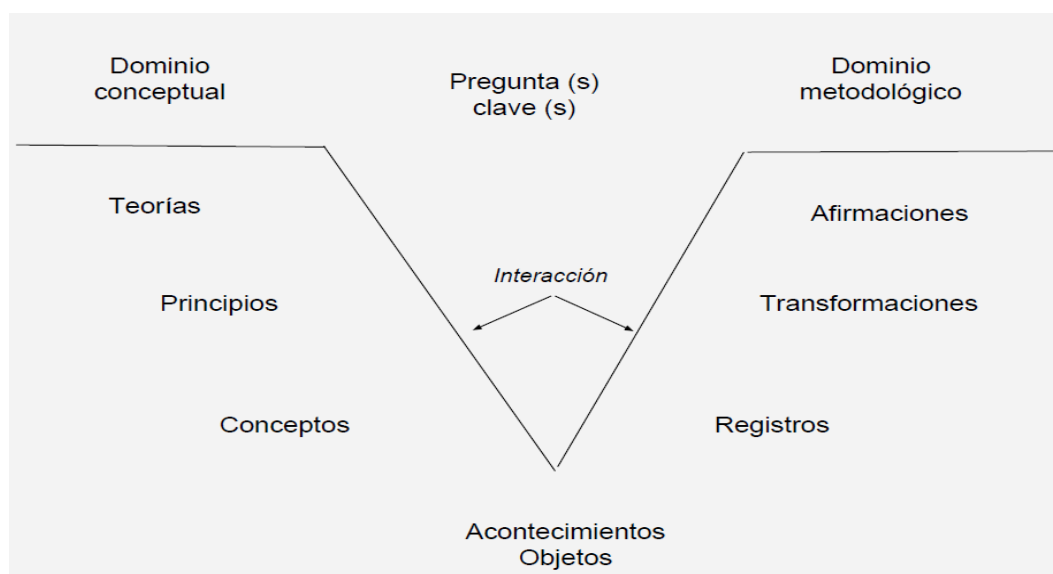 Dominio
conceptual
Pregunta (s)
clave (s)
Dominio
metodológico
Teorías
Afirmaciones
Interacción
Principios
Transformaciones
Conceptos
Registros
Acontecimientos
Objetos